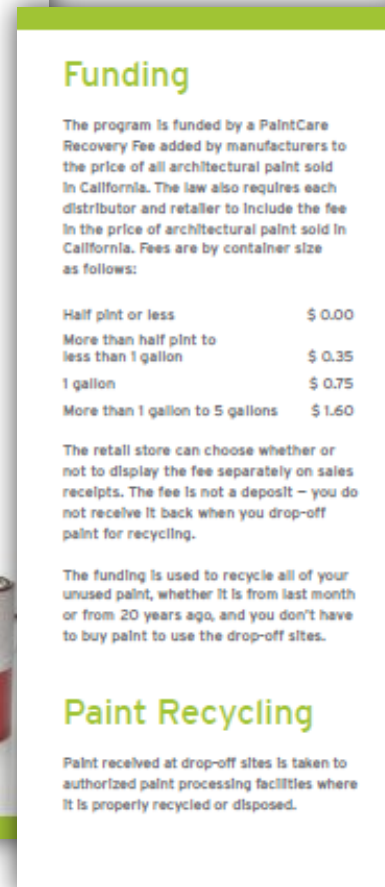 Funding
The program is funded by a PaintCare
Recovery Fee added by manufacturers to
the price of all architectural paint sold
in California. The law also requires each
distributor and retailer to include the fee
in the price of architectural paint sold in
California. Fees are by container size
as follows:
Half pint or less $ 0.00
More than half pint to
less than 1 gallon $ 0.35
1 gallon $ 0.75
More than 1 gallon to 5 gallons $ 1.60
The retail store can choose whether or
not to display the fee separately on sales
receipts. The fee is not a deposit – you do
not receive it back when you drop-off
paint for recycling.
The funding is used to recycle all of your
unused paint, whether it is from last month
or from 20 years ago, and you don't have
to buy paint to use the drop-off sites.
Paint Recycling
Paint received at drop-off sites is taken to
authorized paint processing facilities where
it is properly recycled or disposed.